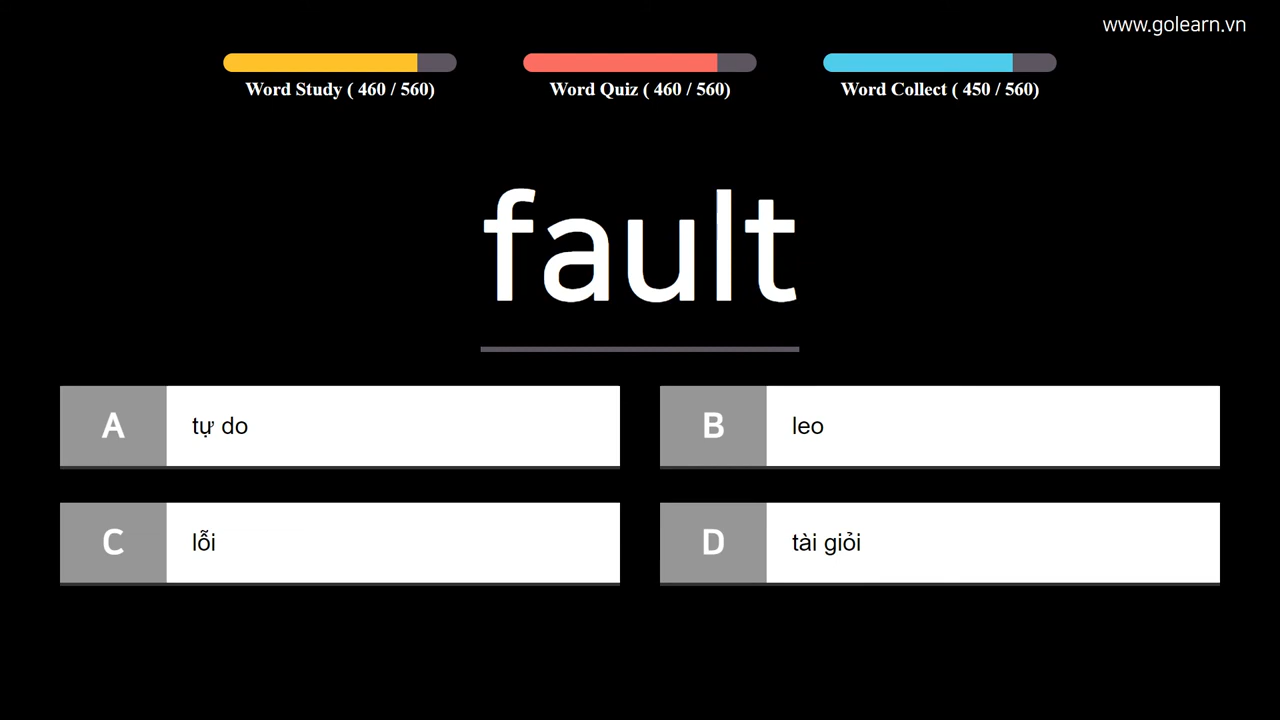 www.golearn.vn
Word Study ( 460 / 560)
Word Quiz ( 460 / 560)
Word Collect ( 450 / 560)
fault
A tự do
B leo
C lỗi
D tài giỏi